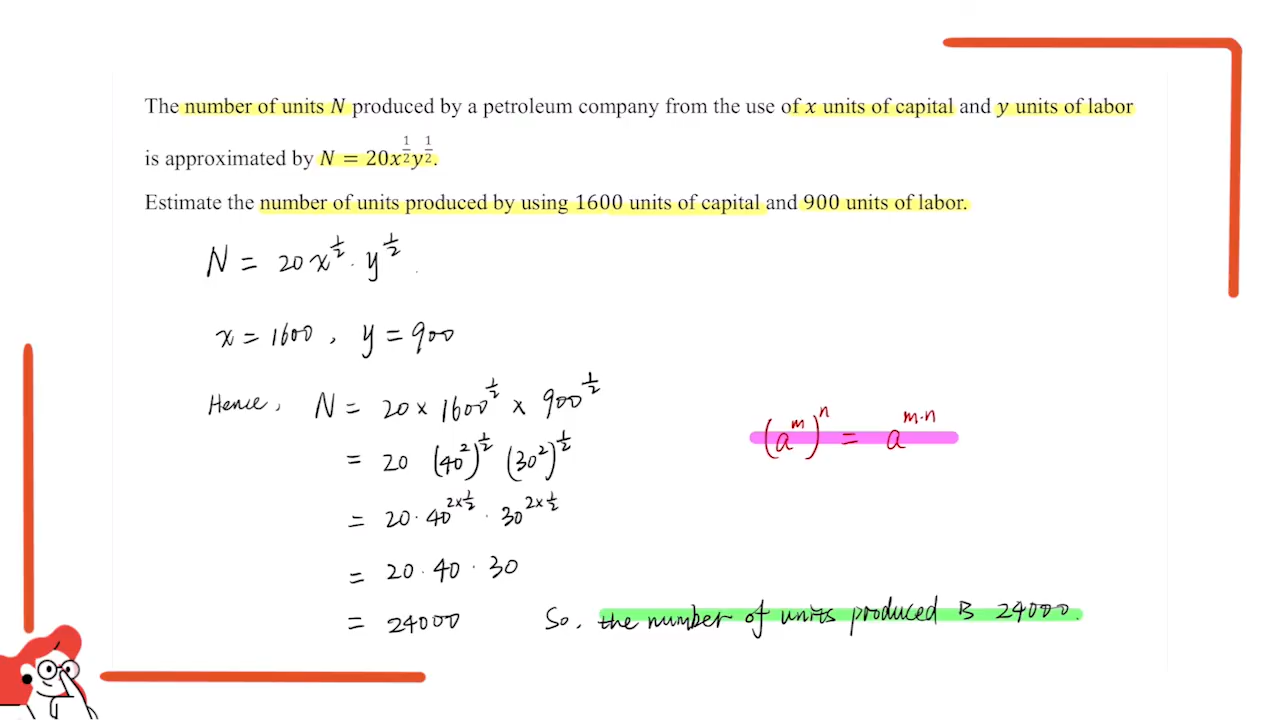 The number of units N produced by a petroleum company from the use of x units of capital and y units of labor
is approximated by N = 20x^{1/2}y^{1/2}.
Estimate the number of units produced by using 1600 units of capital and 900 units of labor.
N = 20x^{1/2} · y^{1/2}.
x = 1600, y = 900
Hence, N = 20 × 1600^{1/2} × 900^{1/2}
= 20 (40^2)^{1/2} (30^2)^{1/2}
(a^m)^n = a^{m·n}
= 20 · 40^{2×1/2} · 30^{2×1/2}
= 20 · 40 · 30
= 24000 So, the number of units produced is 24000.